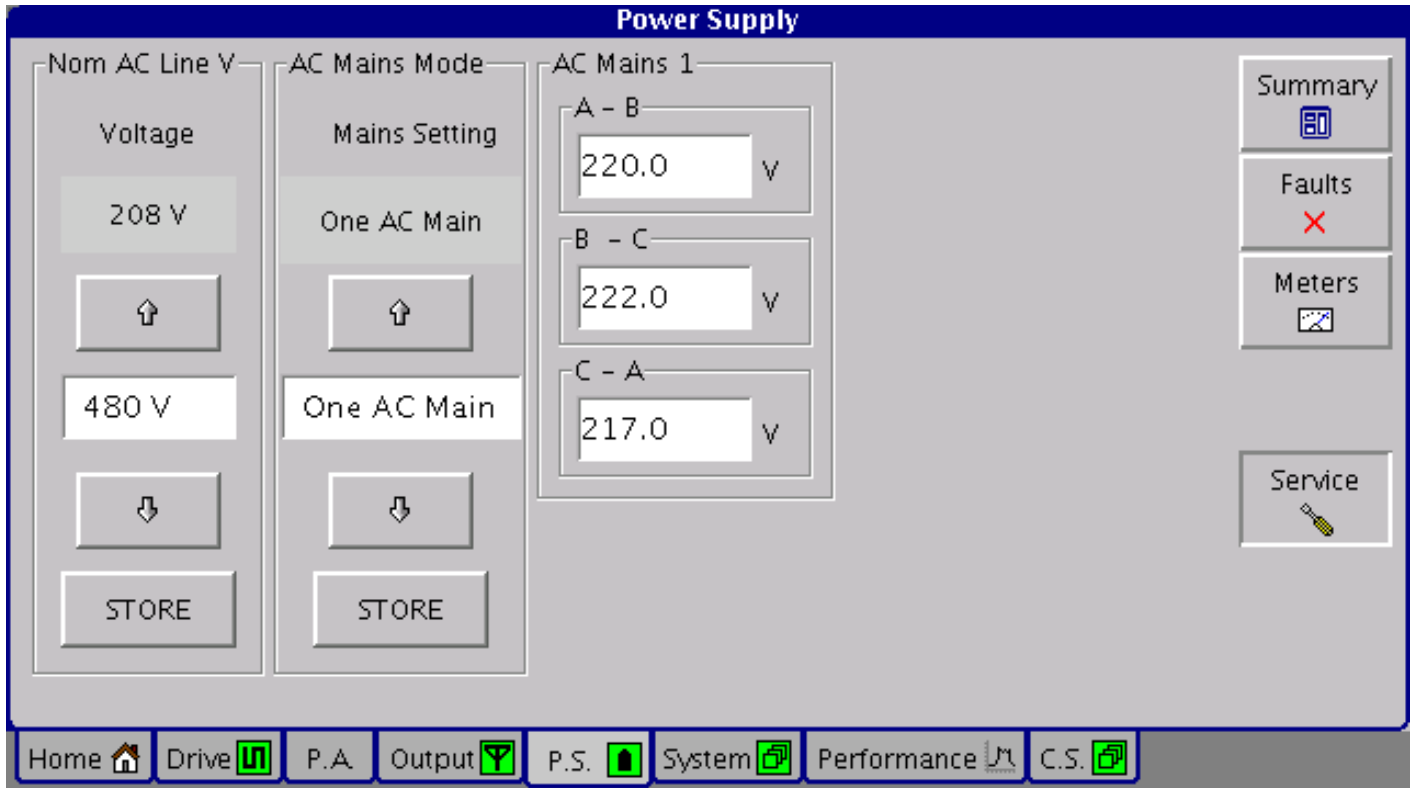 Power Supply
Nom AC Line V
Voltage
208 V
480 V
STORE
AC Mains Mode
Mains Setting
One AC Main
One AC Main
STORE
AC Mains 1
A - B
220.0 V
B - C
222.0 V
C - A
217.0 V
Summary
Faults
Meters
Service
Home Drive P.A. Output P.S. System Performance C.S.